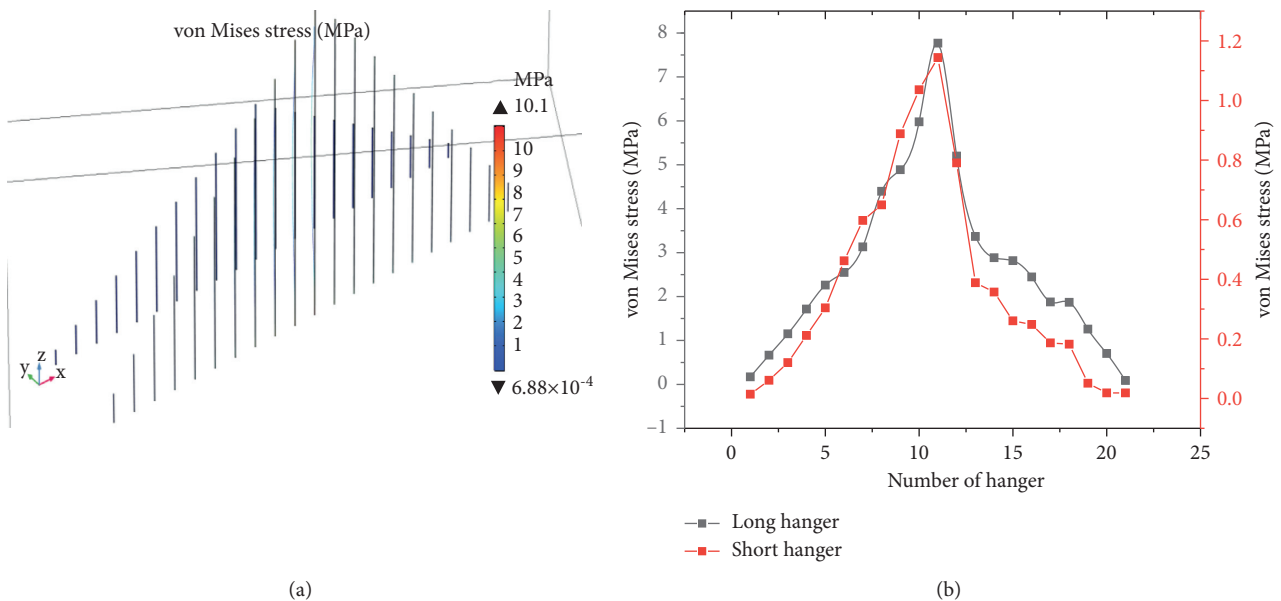 von Mises stress (MPa)
MPa
▲ 10.1
10
9
8
7
6
5
4
3
2
1
▼ 6.88×10⁻⁴
z
y
x
(a)
von Mises stress (MPa)
8
7
6
5
4
3
2
1
0
−1
0
5
10
15
20
25
Number of hanger
1.2
1.0
0.8
0.6
0.4
0.2
0.0
von Mises stress (MPa)
Long hanger
Short hanger
(b)